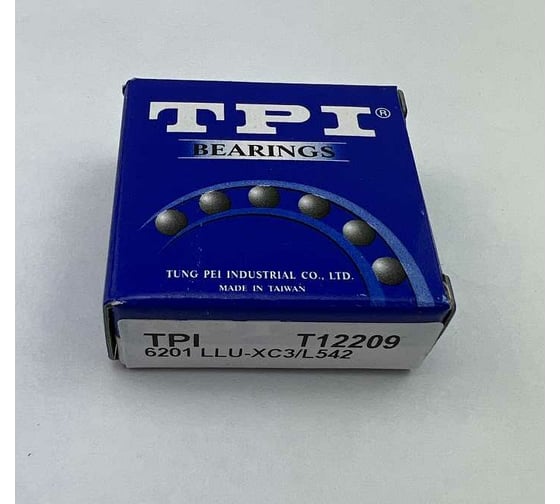 TPI®
BEARINGS
TUNG PEI INDUSTRIAL CO., LTD.
MADE IN TAIWAN
TPI T12209
6201 LLU-XC3/L542